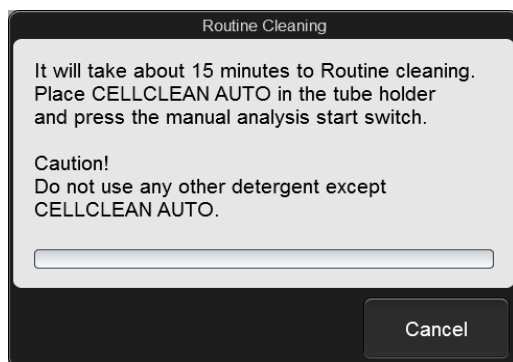 Routine Cleaning
It will take about 15 minutes to Routine cleaning.
Place CELLCLEAN AUTO in the tube holder
and press the manual analysis start switch.
Caution!
Do not use any other detergent except
CELLCLEAN AUTO.
Cancel